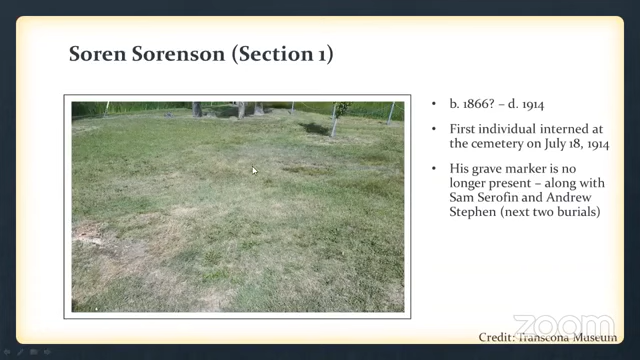 Soren Sorenson (Section 1)
• b. 1866? – d. 1914
• First individual interned at
the cemetery on July 18, 1914
• His grave marker is no
longer present – along with
Sam Serofin and Andrew
Stephen (next two burials)
zoom
Credit: Transcona Museum